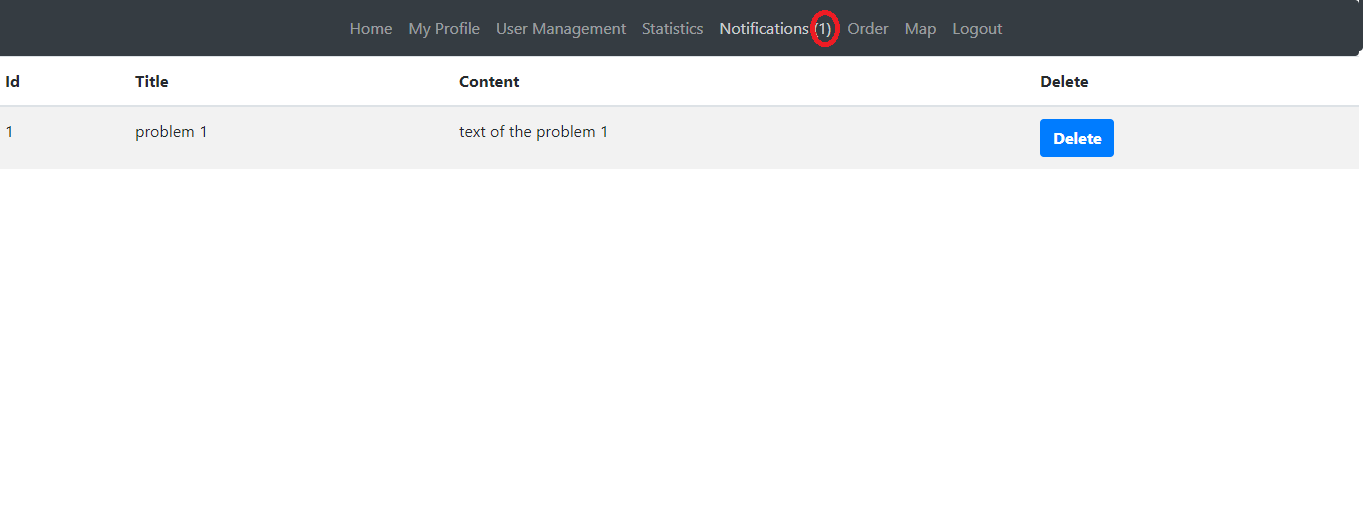 Home My Profile User Management Statistics Notifications (1) Order Map Logout
Id Title Content Delete
1 problem 1 text of the problem 1 Delete